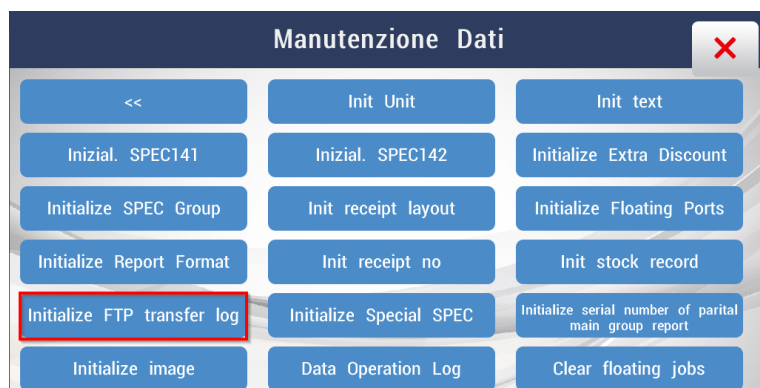 Manutenzione Dati
<<
Init Unit
Init text
Inizial. SPEC141
Inizial. SPEC142
Initialize Extra Discount
Initialize SPEC Group
Init receipt layout
Initialize Floating Ports
Initialize Report Format
Init receipt no
Init stock record
Initialize FTP transfer log
Initialize Special SPEC
Initialize serial number of parital
main group report
Initialize image
Data Operation Log
Clear floating jobs